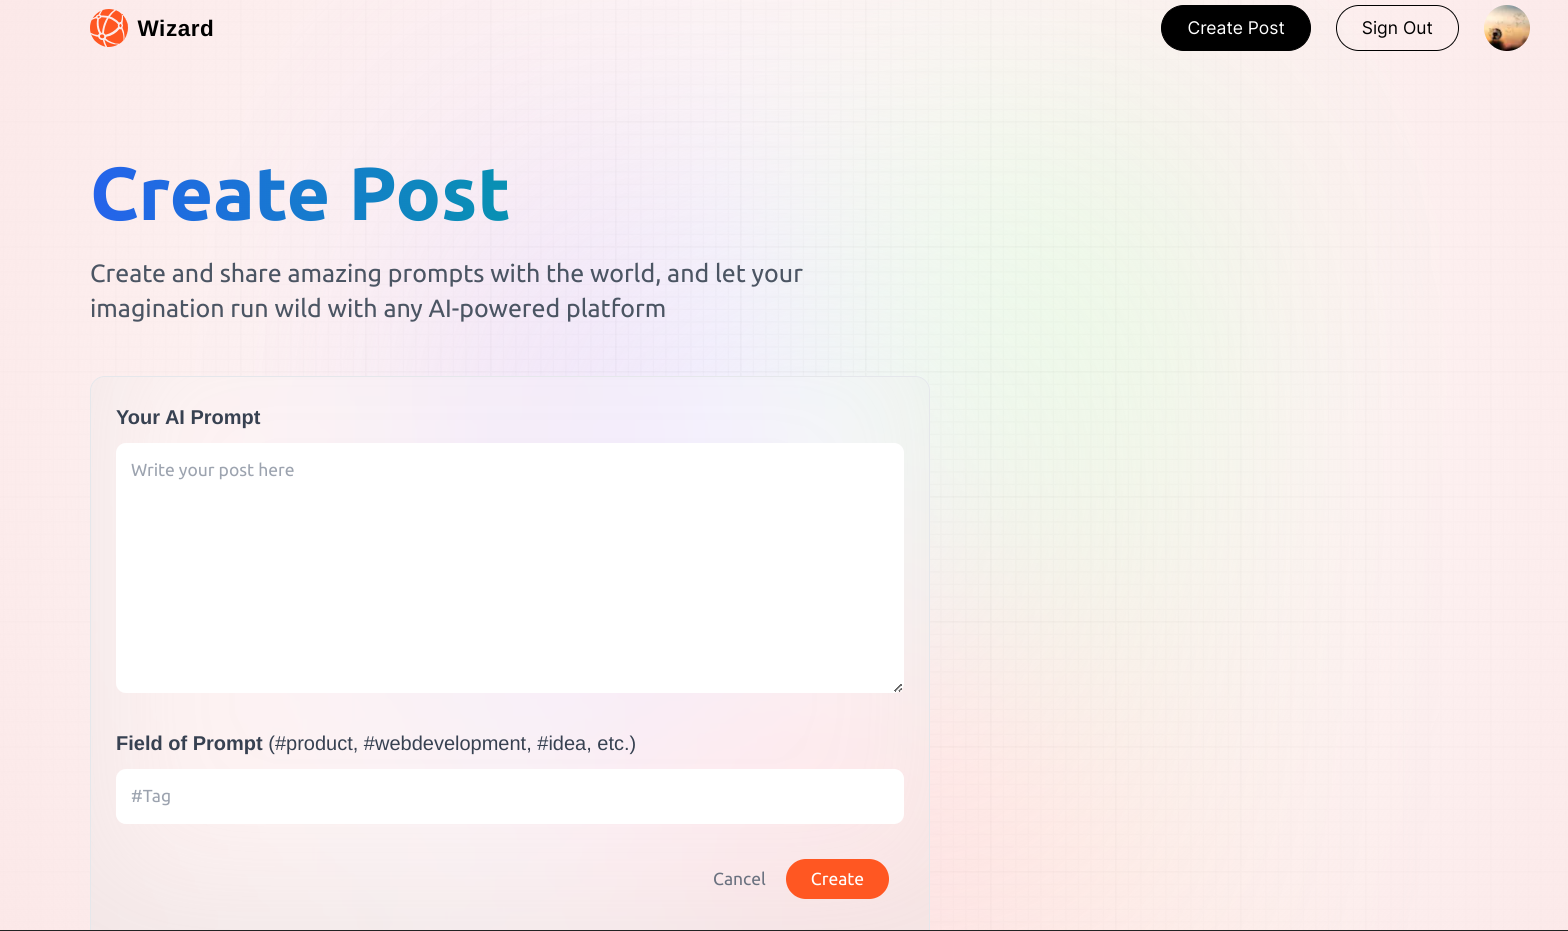 Wizard
Create Post
Sign Out
Create Post
Create and share amazing prompts with the world, and let your
imagination run wild with any AI-powered platform
Your AI Prompt
Write your post here
Field of Prompt (#product, #webdevelopment, #idea, etc.)
#Tag
Cancel
Create